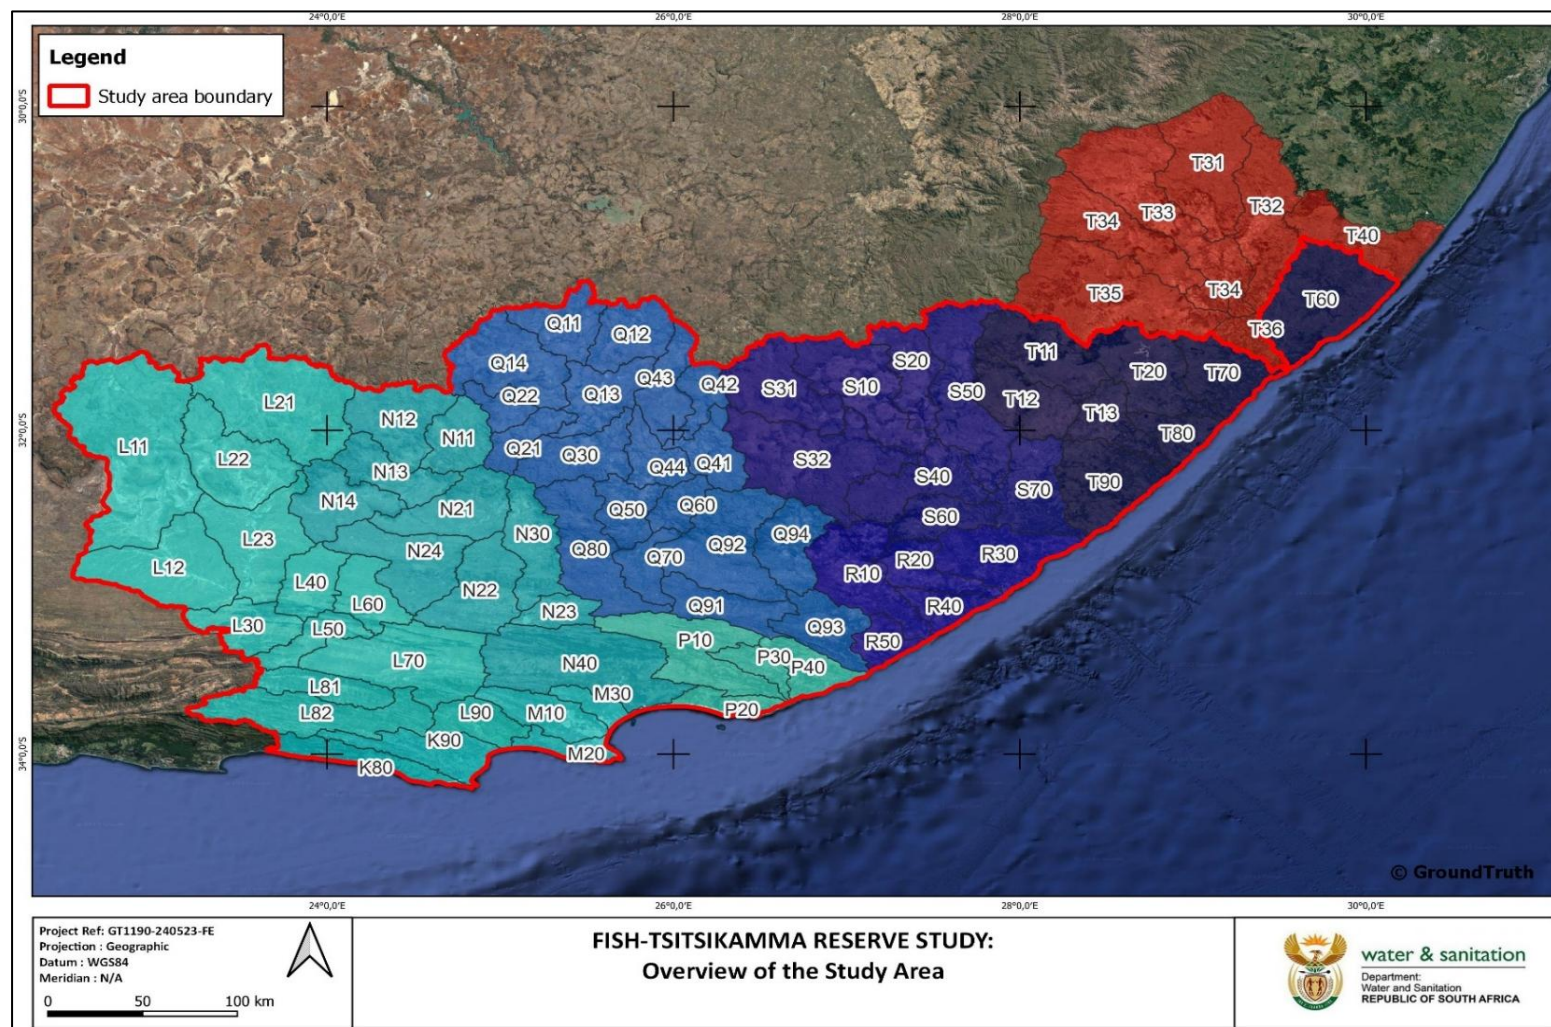 24°0,0'E
26°0,0'E
28°0,0'E
30°0,0'E
Legend
Study area boundary
30°0,0'S
32°0,0'S
34°0,0'S
T31
T32
T33
T34
T40
T35
T34
T60
T36
Q11
Q12
Q14
Q13
Q43
Q42
Q22
S31
S10
S20
S50
T11
T12
T20
T70
T13
T80
L21
N12
N11
L11
L22
N13
Q21
Q30
Q44
Q41
S32
S40
S70
T90
N14
N21
N30
Q50
Q60
Q94
S60
L23
L12
N24
Q80
Q70
Q92
R10
R20
R30
L40
L60
N22
N23
Q91
R40
L30
L50
Q93
R50
P10
L70
N40
P30
P40
L81
M30
L82
L90
M10
P20
K90
M20
K80
© GroundTruth
24°0,0'E
26°0,0'E
28°0,0'E
30°0,0'E
Project Ref: GT1190-240523-FE
Projection : Geographic
Datum : WGS84
Meridian : N/A
0 50 100 km
FISH-TSITSIKAMMA RESERVE STUDY:
Overview of the Study Area
water & sanitation
Department:
Water and Sanitation
REPUBLIC OF SOUTH AFRICA